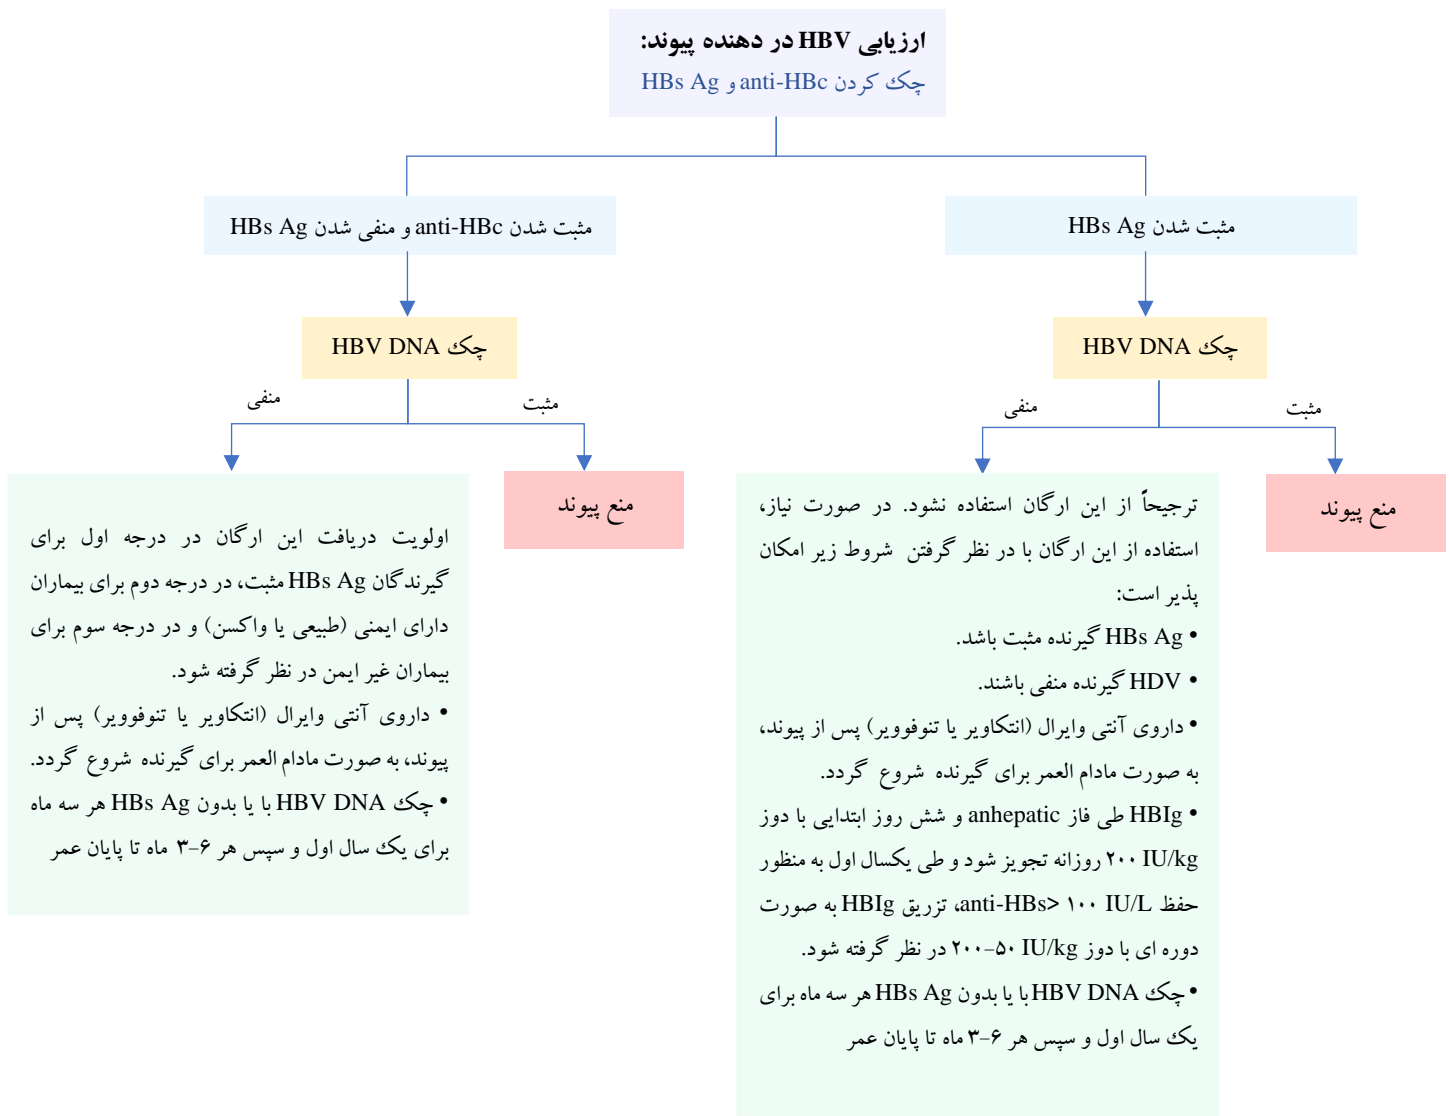 ارزیابی HBV در دهنده پیوند:
چک کردن anti-HBc و HBs Ag
مثبت شدن HBs Ag
مثبت شدن anti-HBc و منفی شدن HBs Ag
چک HBV DNA
چک HBV DNA
مثبت
منفی
مثبت
منفی
منع پیوند
ترجیحاً از این ارگان استفاده نشود. در صورت نیاز،
استفاده از این ارگان با در نظر گرفتن شروط زیر امکان
پذیر است:
• HBs Ag گیرنده مثبت باشد.
• HDV گیرنده منفی باشند.
• داروی آنتی وایرال (انتکاویر یا تنوفوویر) پس از پیوند،
به صورت مادام العمر برای گیرنده شروع گردد.
• HBIg طی فاز anhepatic و شش روز ابتدایی با دوز
۲۰۰ IU/kg روزانه تجویز شود و طی یکسال اول به منظور
حفظ anti-HBs> ۱۰۰ IU/L، تزریق HBIg به صورت
دوره ای با دوز ۲۰۰-۵۰ IU/kg در نظر گرفته شود.
• چک HBV DNA با یا بدون HBs Ag هر سه ماه برای
یک سال اول و سپس هر ۶-۳ ماه تا پایان عمر
منع پیوند
اولویت دریافت این ارگان در درجه اول برای
گیرندگان HBs Ag مثبت، در درجه دوم برای بیماران
دارای ایمنی (طبیعی یا واکسن) و در درجه سوم برای
بیماران غیر ایمن در نظر گرفته شود.
• داروی آنتی وایرال (انتکاویر یا تنوفوویر) پس از
پیوند، به صورت مادام العمر برای گیرنده شروع گردد.
• چک HBV DNA با یا بدون HBs Ag هر سه ماه
برای یک سال اول و سپس هر ۶-۳ ماه تا پایان عمر